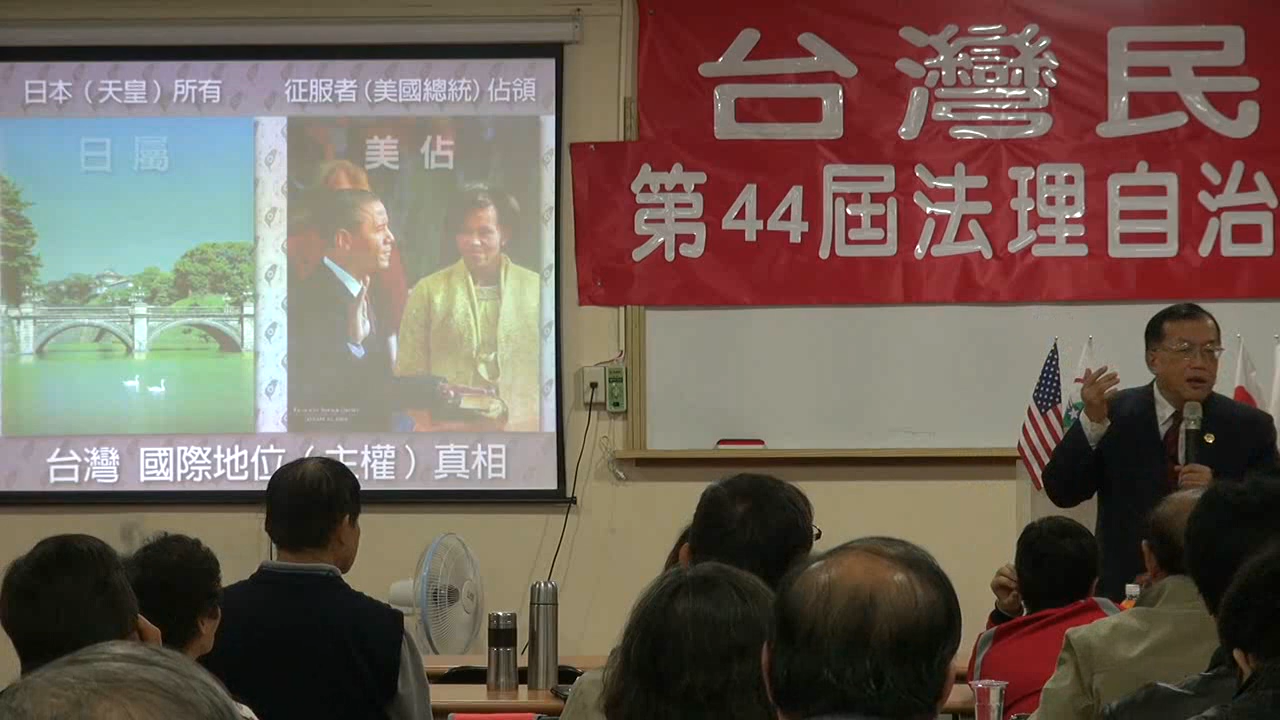 日本（天皇）所有
征服者(美國總統)佔領
日屬
美佔
台灣 國際地位（主權）真相
台灣民
第44屆法理自治